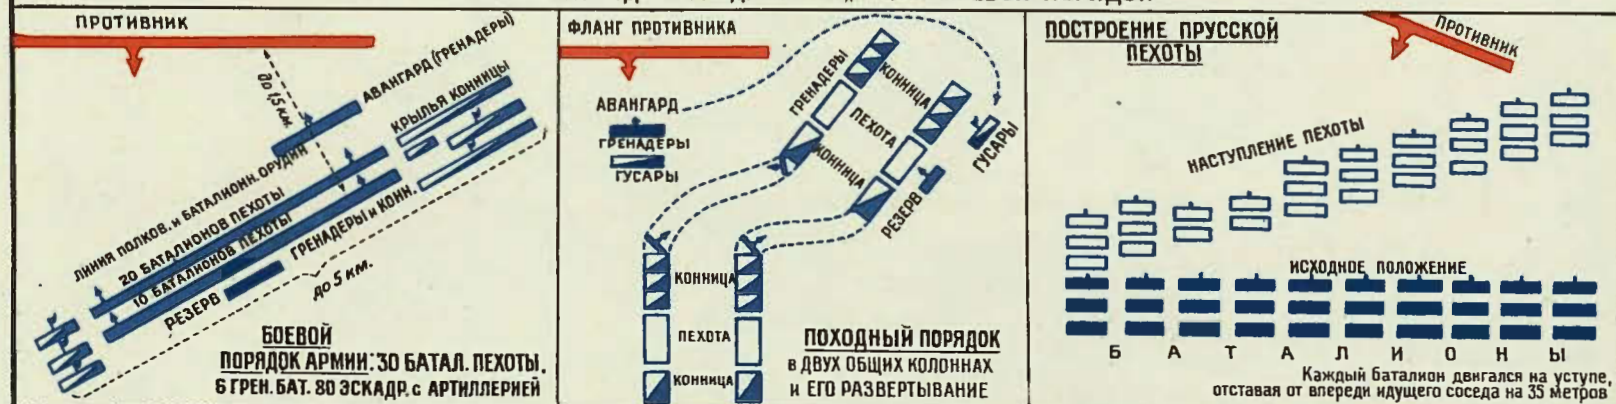 ПРОТИВНИК
до 1,5 км.
АВАНГАРД (ГРЕНАДЕРЫ)
КРЫЛЬЯ КОННИЦЫ
ЛИНИЯ ПОЛКОВ. И БАТАЛИОНН. ОРУДИЙ
20 БАТАЛИОНОВ ПЕХОТЫ
10 БАТАЛИОНОВ ПЕХОТЫ
ГРЕНАДЕРЫ И КОНН.
РЕЗЕРВ
до 5 км.
БОЕВОЙ
ПОРЯДОК АРМИИ: 30 БАТАЛ. ПЕХОТЫ.
6 ГРЕН. БАТ. 80 ЭСКАДР. с АРТИЛЛЕРИЕЙ
ФЛАНГ ПРОТИВНИКА
АВАНГАРД
ГРЕНАДЕРЫ
ГУСАРЫ
ГРЕНАДЕРЫ
КОННИЦА
ПЕХОТА
КОННИЦА
ГУСАРЫ
РЕЗЕРВ
КОННИЦА
ПЕХОТА
КОННИЦА
ПОХОДНЫЙ ПОРЯДОК
в ДВУХ ОБЩИХ КОЛОННАХ
и ЕГО РАЗВЕРТЫВАНИЕ
ПОСТРОЕНИЕ ПРУССКОЙ
ПЕХОТЫ
ПРОТИВНИК
НАСТУПЛЕНИЕ ПЕХОТЫ
ИСХОДНОЕ ПОЛОЖЕНИЕ
БАТАЛИОНЫ
Каждый баталион двигался на уступе,
отставая от впереди идущего соседа на 35 метров